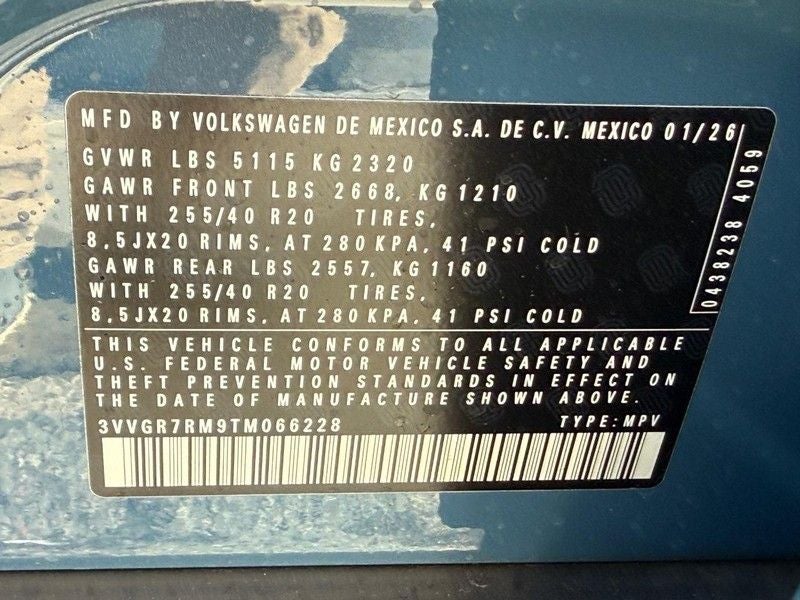 MFD BY VOLKSWAGEN DE MEXICO S.A. DE C.V. MEXICO 01/26
GVWR LBS 5115 KG 2320
GAWR FRONT LBS 2668, KG 1210
WITH 255/40 R20 TIRES,
8,5JX20 RIMS, AT 280 KPA, 41 PSI COLD
GAWR REAR LBS 2557, KG 1160
WITH 255/40 R20 TIRES,
8,5JX20 RIMS, AT 280 KPA, 41 PSI COLD
0438238 4059
THIS VEHICLE CONFORMS TO ALL APPLICABLE
U.S. FEDERAL MOTOR VEHICLE SAFETY AND
THEFT PREVENTION STANDARDS IN EFFECT ON
THE DATE OF MANUFACTURE SHOWN ABOVE.
3VVGR7RM9TM066228 TYPE: MPV